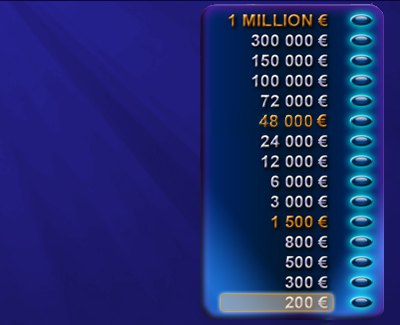 1 MILLION €
300 000 €
150 000 €
100 000 €
72 000 €
48 000 €
24 000 €
12 000 €
6 000 €
3 000 €
1 500 €
800 €
500 €
300 €
200 €